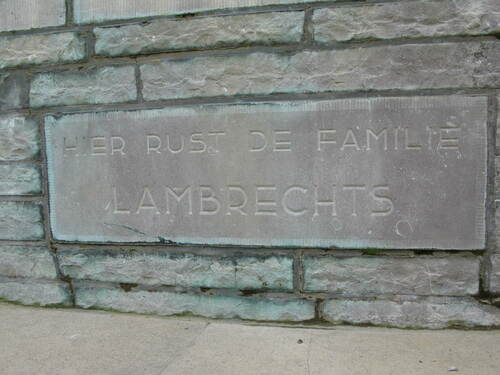 HIER RUST DE FAMILIE
LAMBRECHTS